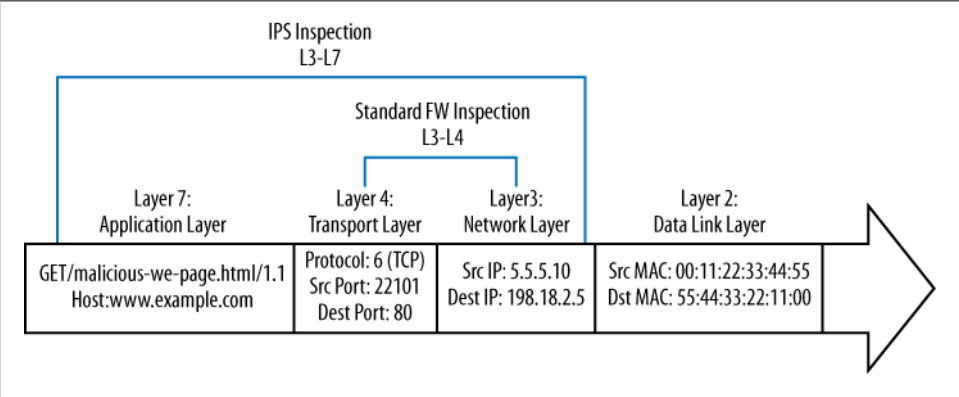 IPS Inspection
L3-L7
Standard FW Inspection
L3-L4
Layer 7:
Application Layer
Layer 4:
Transport Layer
Layer3:
Network Layer
Layer 2:
Data Link Layer
GET/malicious-we-page.html/1.1
Host:www.example.com
Protocol: 6 (TCP)
Src Port: 22101
Dest Port: 80
Src IP: 5.5.5.10
Dest IP: 198.18.2.5
Src MAC: 00:11:22:33:44:55
Dst MAC: 55:44:33:22:11:00